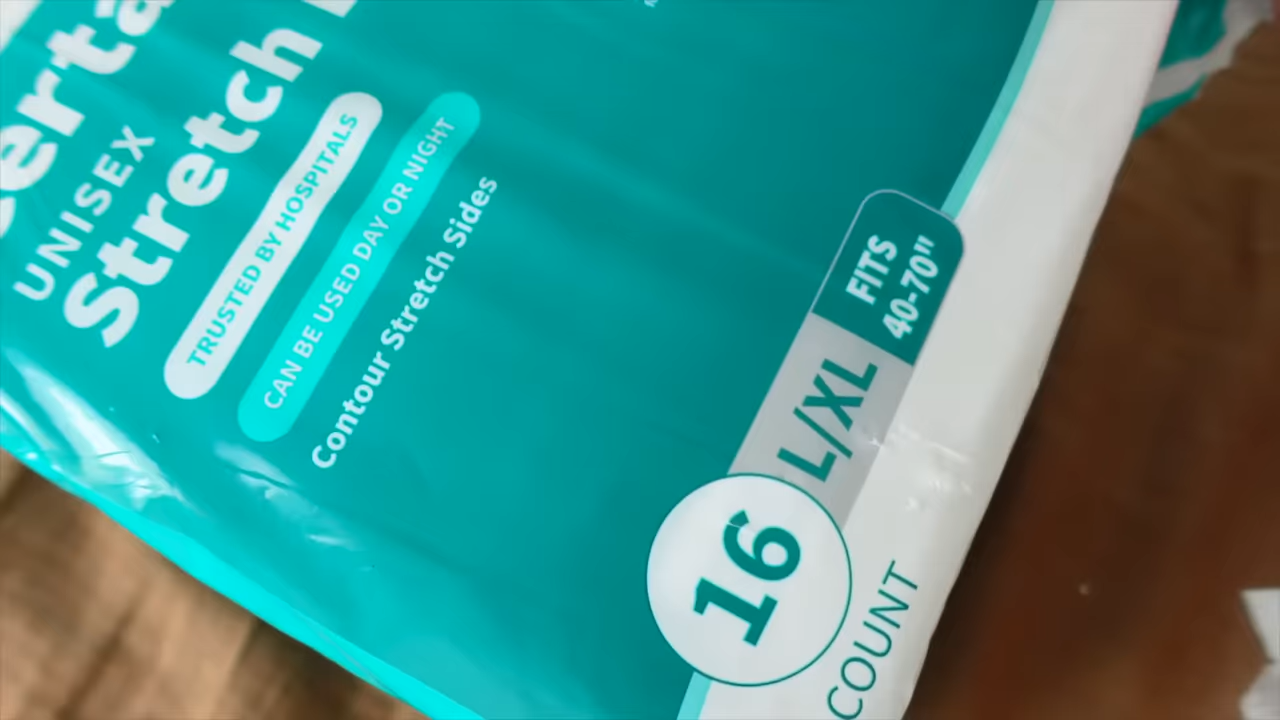 UNISEX
Stretch
TRUSTED BY HOSPITALS
CAN BE USED DAY OR NIGHT
Contour Stretch Sides
FITS
40-70"
L/XL
16
COUNT